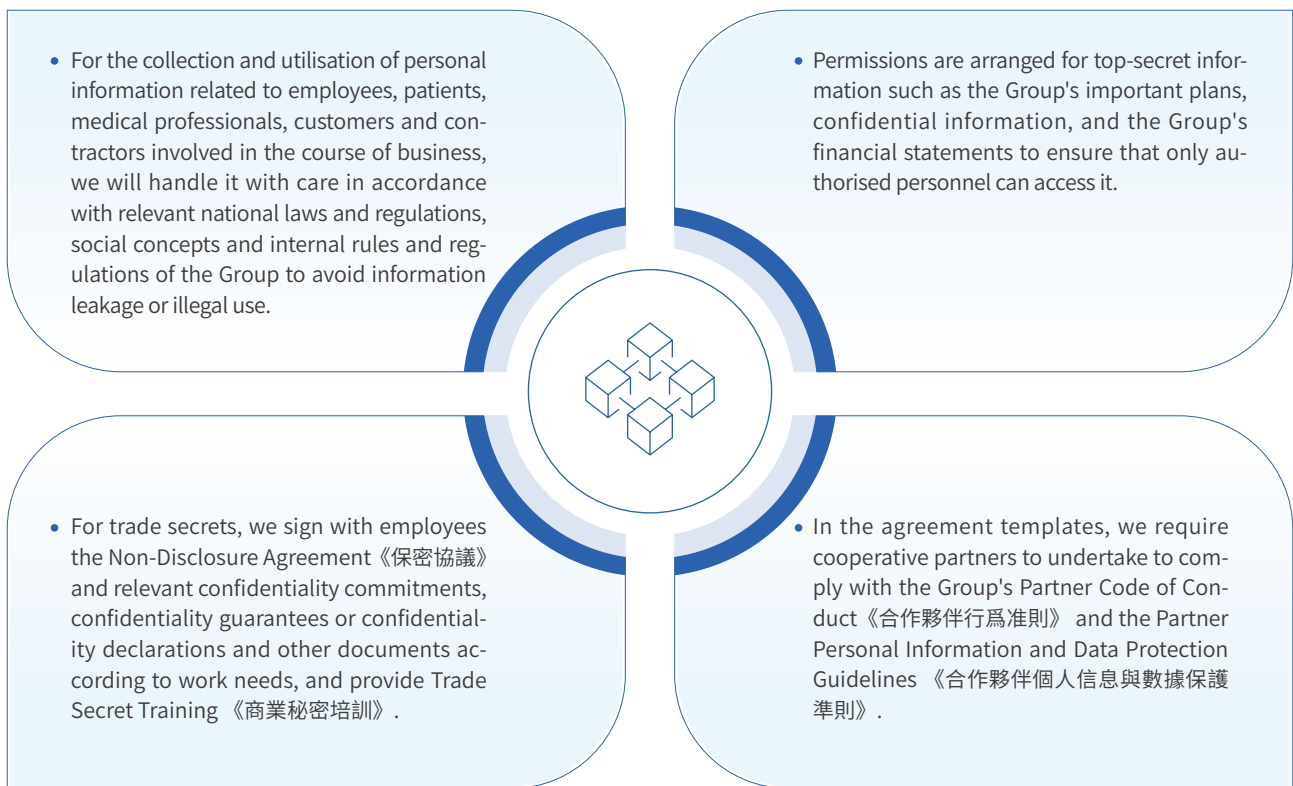 • For the collection and utilisation of personal
information related to employees, patients,
medical professionals, customers and con-
tractors involved in the course of business,
we will handle it with care in accordance
with relevant national laws and regulations,
social concepts and internal rules and reg-
ulations of the Group to avoid information
leakage or illegal use.
• Permissions are arranged for top-secret infor-
mation such as the Group's important plans,
confidential information, and the Group's
financial statements to ensure that only au-
thorised personnel can access it.
• For trade secrets, we sign with employees
the Non-Disclosure Agreement《保密協議》
and relevant confidentiality commitments,
confidentiality guarantees or confidential-
ity declarations and other documents ac-
cording to work needs, and provide Trade
Secret Training 《商業秘密培訓》.
• In the agreement templates, we require
cooperative partners to undertake to com-
ply with the Group's Partner Code of Con-
duct《合作夥伴行爲准則》 and the Partner
Personal Information and Data Protection
Guidelines 《合作夥伴個人信息與數據保護
準則》.